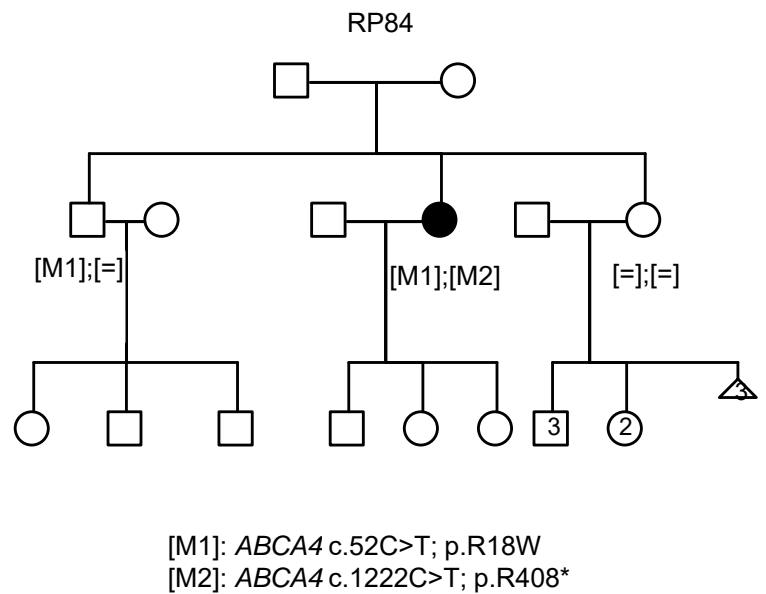 RP84
[M1];[=]
[M1];[M2]
[=];[=]
3
2
3
[M1]: ABCA4 c.52C>T; p.R18W
[M2]: ABCA4 c.1222C>T; p.R408*